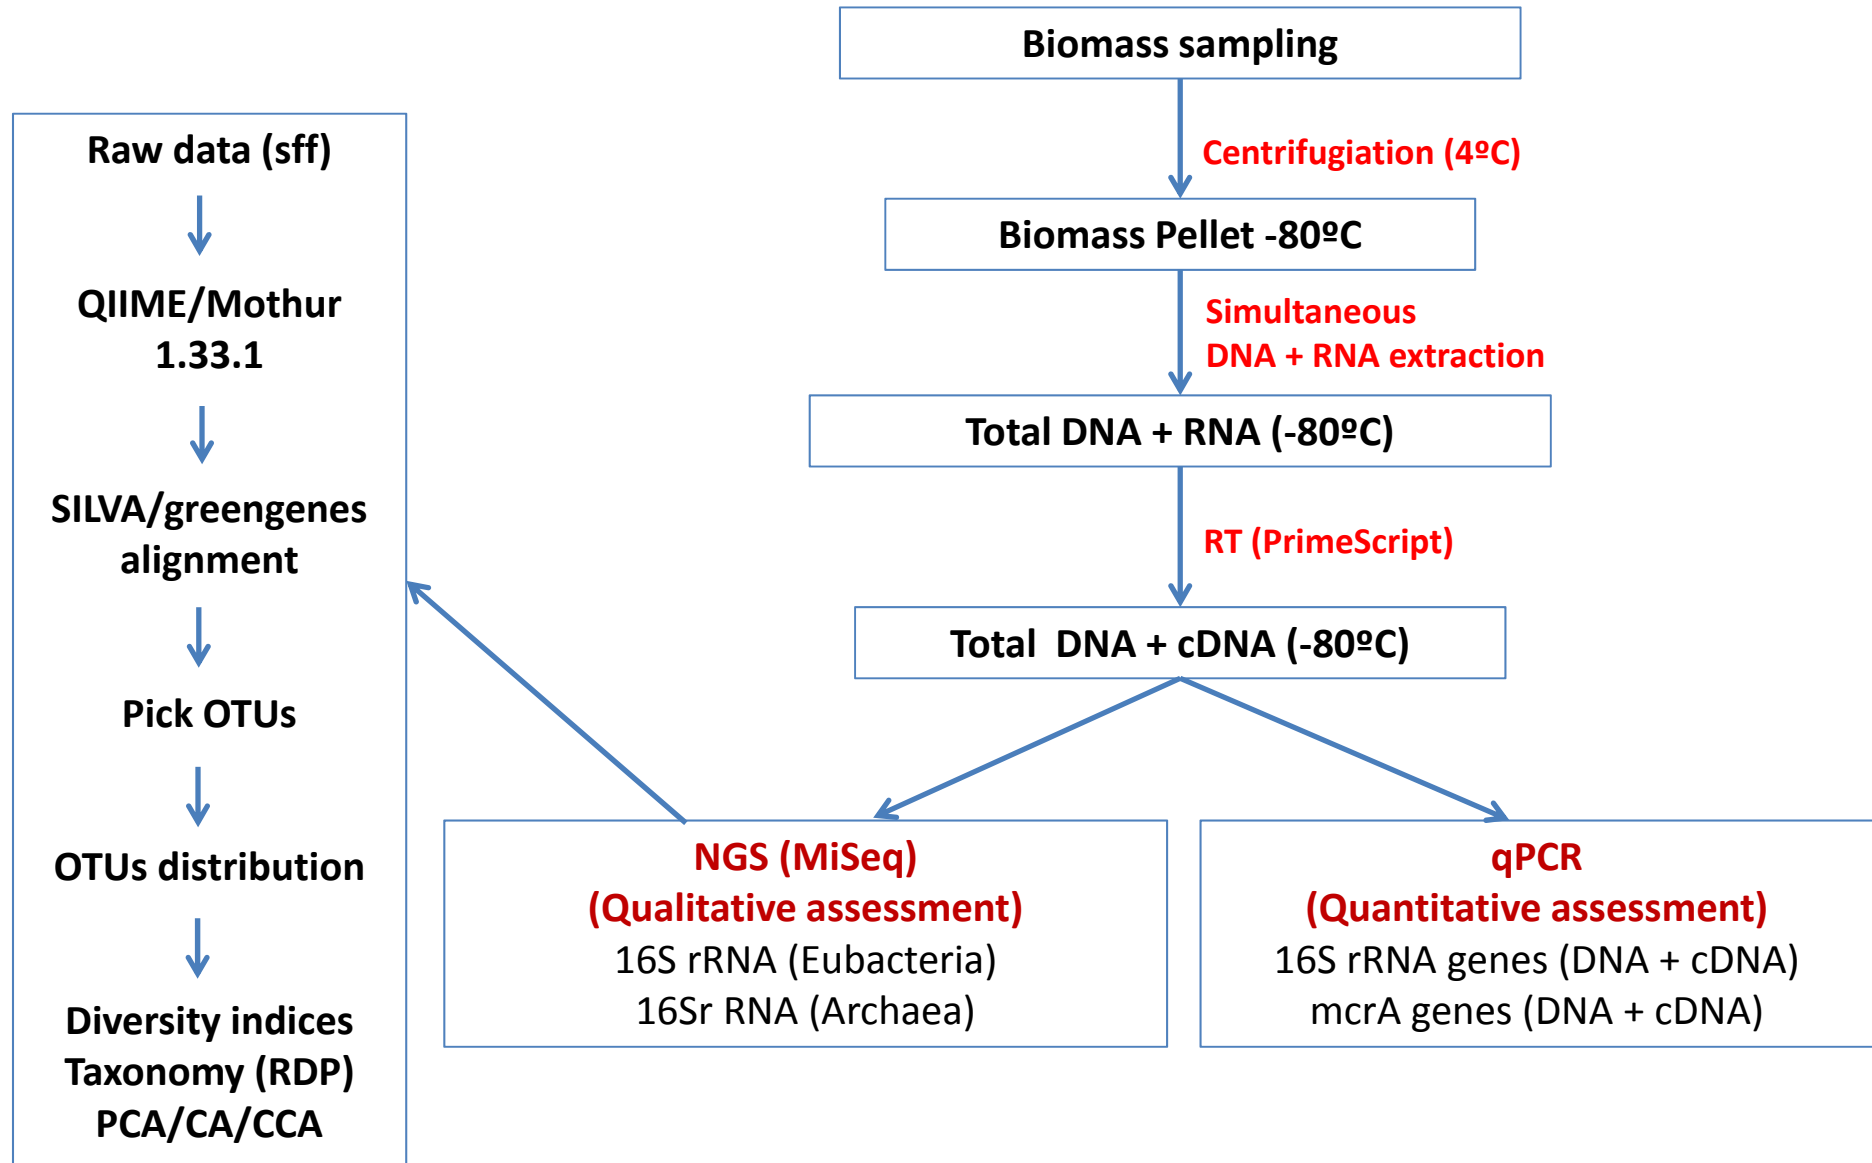 Biomass sampling
Centrifugiation (4ºC)
Biomass Pellet -80ºC
Simultaneous
DNA + RNA extraction
Total DNA + RNA (-80ºC)
RT (PrimeScript)
Total  DNA + cDNA (-80ºC)
NGS (MiSeq)
(Qualitative assessment)
16S rRNA (Eubacteria)
16Sr RNA (Archaea)
qPCR
(Quantitative assessment)
16S rRNA genes (DNA + cDNA)
mcrA genes (DNA + cDNA)
Raw data (sff)
QIIME/Mothur
1.33.1
SILVA/greengenes
alignment
Pick OTUs
OTUs distribution
Diversity indices
Taxonomy (RDP)
PCA/CA/CCA